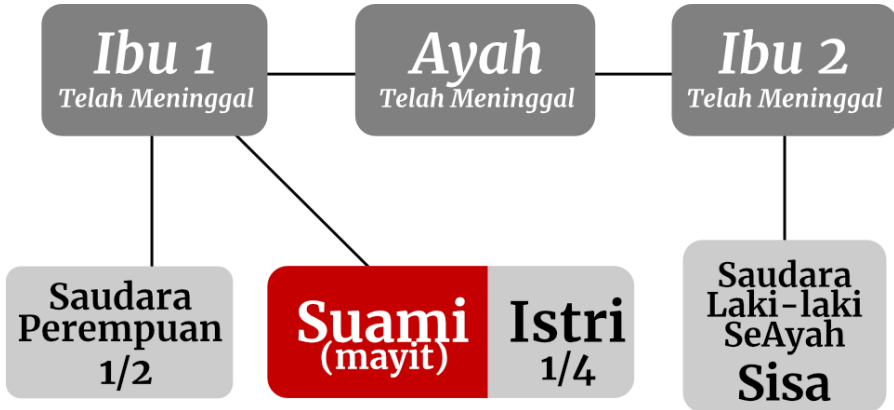 Ibu 1
Telah Meninggal
Ayah
Telah Meninggal
Ibu 2
Telah Meninggal
Saudara
Perempuan
1/2
Suami
(mayit)
Istri
1/4
Saudara
Laki-laki
SeAyah
Sisa